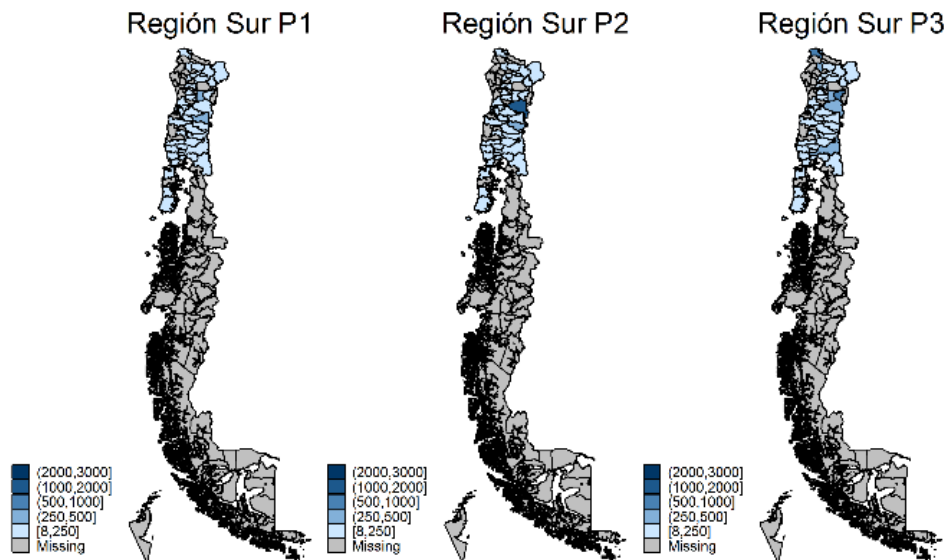 Región Sur P1
Región Sur P2
Región Sur P3
(2000,3000]
(1000,2000]
(500,1000]
(250,500]
[8,250]
Missing
(2000,3000]
(1000,2000]
(500,1000]
(250,500]
[8,250]
Missing
(2000,3000]
(1000,2000]
(500,1000]
(250,500]
[8,250]
Missing